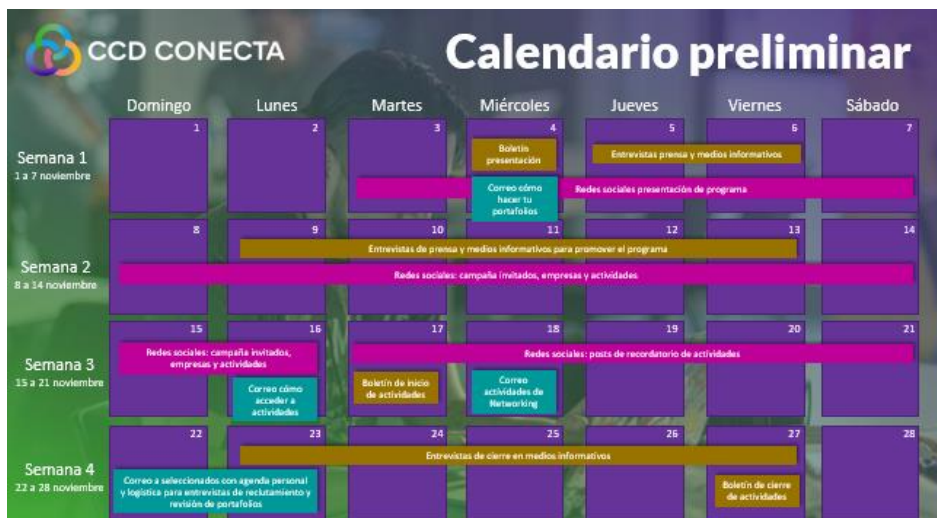 CCD CONECTA
Calendario preliminar
Domingo Lunes Martes Miércoles Jueves Viernes Sábado
Semana 1
1 a 7 noviembre
1 2 3 4 5 6 7
Boletín
presentación
Entrevistas prensa y medios informativos
Correo cómo
hacer tu
portafolios
Redes sociales presentación de programa
Semana 2
8 a 14 noviembre
8 9 10 11 12 13 14
Entrevistas de prensa y medios informativos para promover el programa
Redes sociales: campaña invitados, empresas y actividades
Semana 3
15 a 21 noviembre
15 16 17 18 19 20 21
Redes sociales: campaña invitados,
empresas y actividades
Redes sociales: posts de recordatorio de actividades
Correo cómo
acceder a
actividades
Boletín de inicio
de actividades
Correo
actividades de
Networking
Semana 4
22 a 28 noviembre
22 23 24 25 26 27 28
Entrevistas de cierre en medios informativos
Correo a seleccionados con agenda personal
y logística para entrevistas de reclutamiento y
revisión de portafolios
Boletín de cierre
de actividades